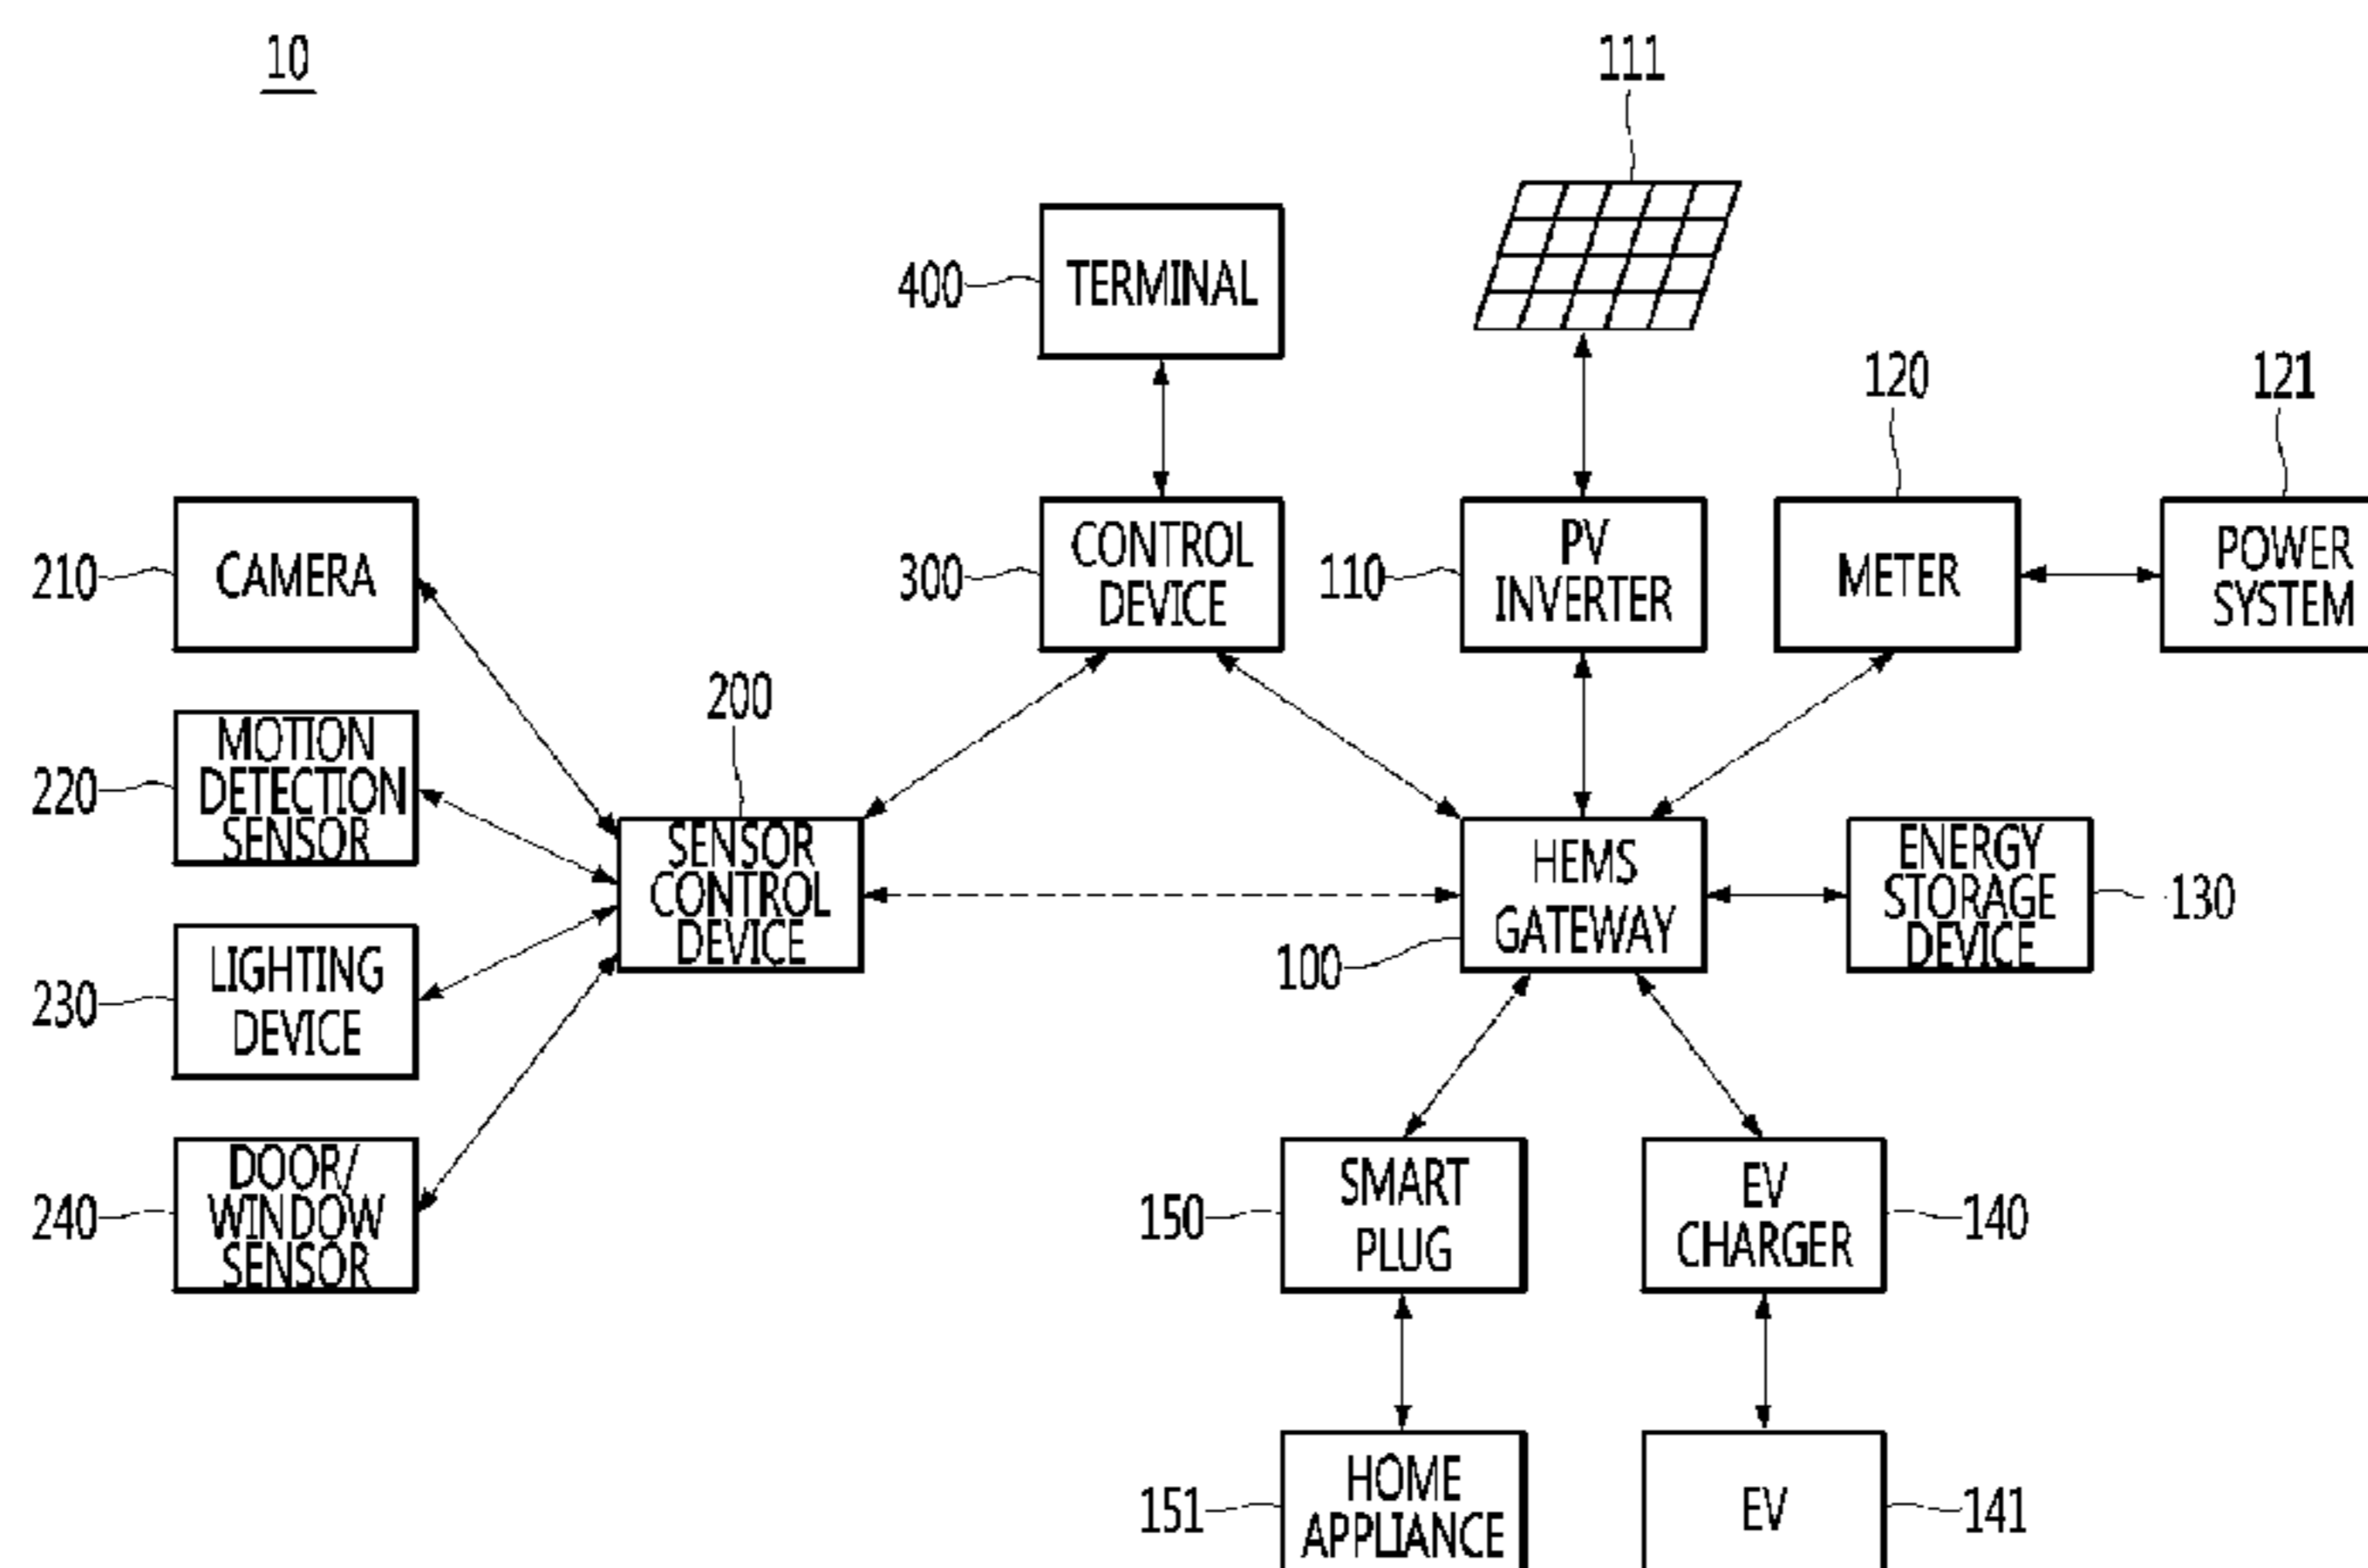 10
111
400
TERMINAL
120
121
210
CAMERA
300
CONTROL
DEVICE
110
PV
INVERTER
METER
POWER
SYSTEM
220
MOTION
DETECTION
SENSOR
200
SENSOR
CONTROL
DEVICE
HEMS
GATEWAY
100
ENERGY
STORAGE
DEVICE
130
230
LIGHTING
DEVICE
240
DOOR/
WINDOW
SENSOR
150
SMART
PLUG
EV
CHARGER
140
151
HOME
APPLIANCE
EV
141